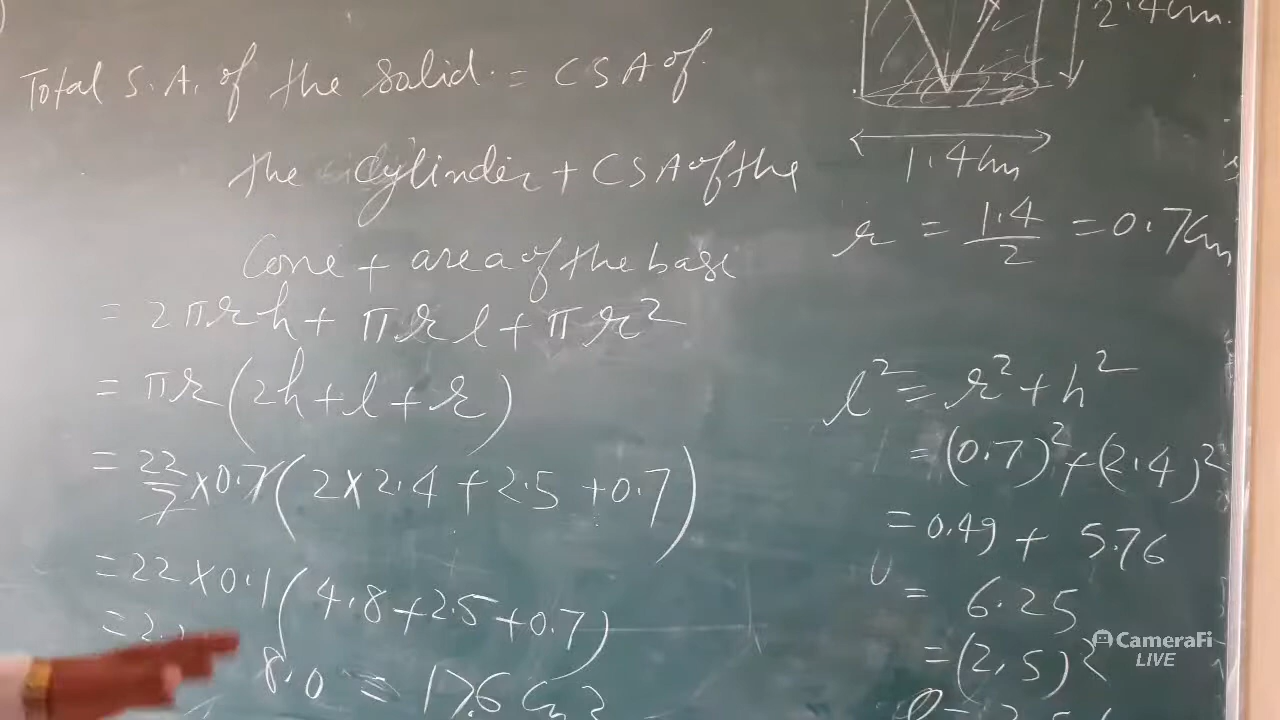 Total S.A. of the solid. = CSA of
the cylinder + CSA of the
Cone + area of the base
= 2πrh + πrl + πr²
= πr(2h+l+r)
= 22/7 × 0.7(2×2.4 + 2.5 + 0.7)
= 22 × 0.1(4.8 + 2.5 + 0.7)
= 2.
8.0 = 17.6 cm²
2.4cm.
1.4cm
r = 1.4/2 = 0.7cm
l² = r² + h²
= (0.7)² + (2.4)²
= 0.49 + 5.76
= 6.25
= (2.5)²
CameraFi
LIVE